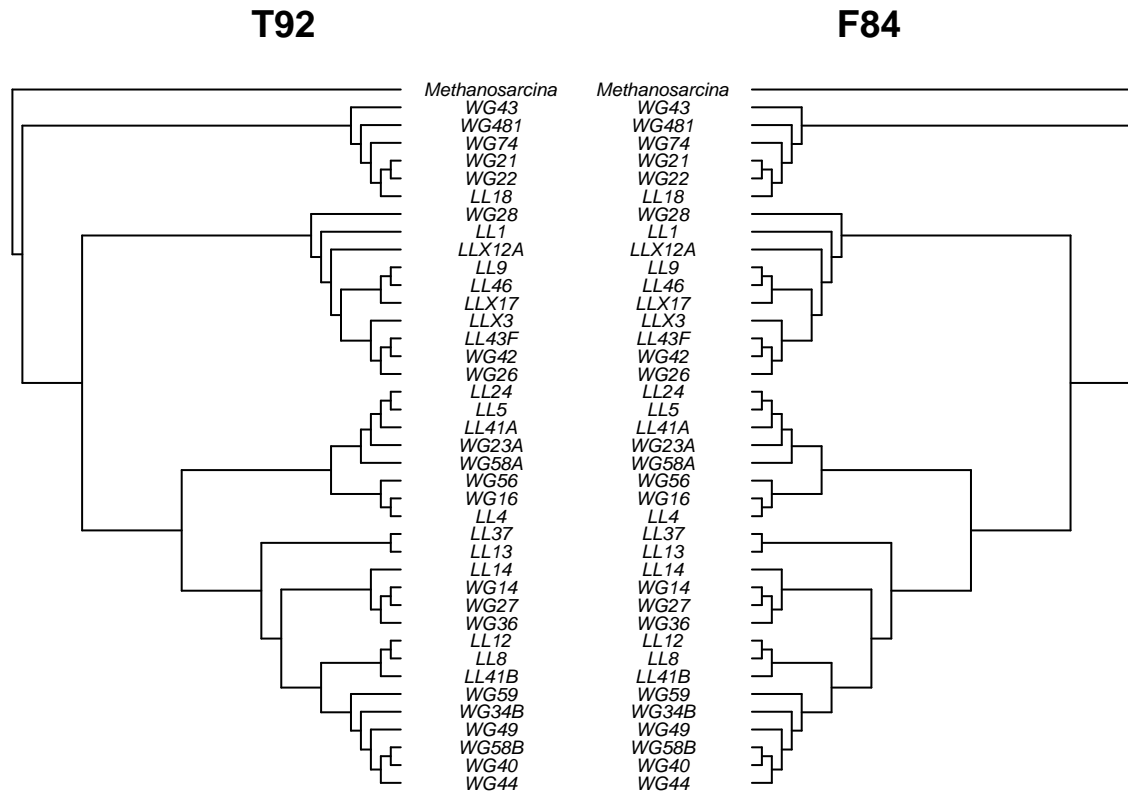 T92 F84
Methanosarcina Methanosarcina
WG43 WG43
WG481 WG481
WG74 WG74
WG21 WG21
WG22 WG22
LL18 LL18
WG28 WG28
LL1 LL1
LLX12A LLX12A
LL9 LL9
LL46 LL46
LLX17 LLX17
LLX3 LLX3
LL43F LL43F
WG42 WG42
WG26 WG26
LL24 LL24
LL5 LL5
LL41A LL41A
WG23A WG23A
WG58A WG58A
WG56 WG56
WG16 WG16
LL4 LL4
LL37 LL37
LL13 LL13
LL14 LL14
WG14 WG14
WG27 WG27
WG36 WG36
LL12 LL12
LL8 LL8
LL41B LL41B
WG59 WG59
WG34B WG34B
WG49 WG49
WG58B WG58B
WG40 WG40
WG44 WG44